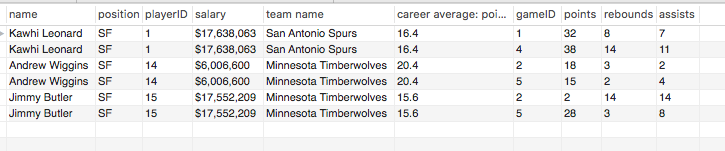 name position playerID salary team name career average: poi... gameID points rebounds assists
Kawhi Leonard SF 1 $17,638,063 San Antonio Spurs 16.4 1 32 8 7
Kawhi Leonard SF 1 $17,638,063 San Antonio Spurs 16.4 4 38 14 11
Andrew Wiggins SF 14 $6,006,600 Minnesota Timberwolves 20.4 2 18 3 2
Andrew Wiggins SF 14 $6,006,600 Minnesota Timberwolves 20.4 5 15 2 4
Jimmy Butler SF 15 $17,552,209 Minnesota Timberwolves 15.6 2 2 14 14
Jimmy Butler SF 15 $17,552,209 Minnesota Timberwolves 15.6 5 28 3 8